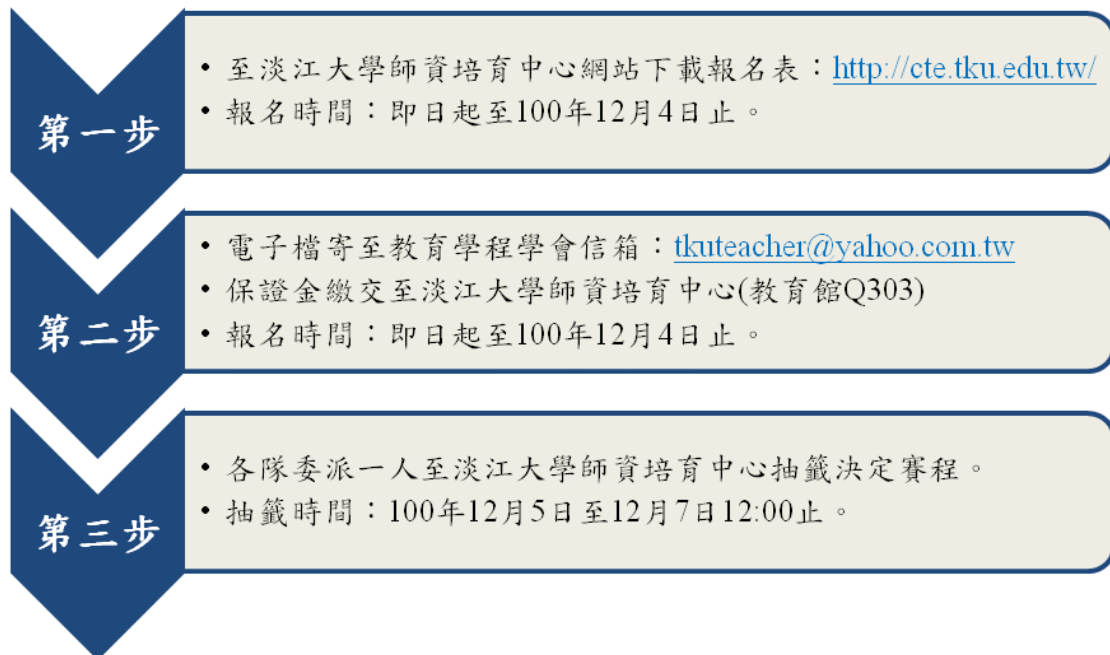 第一步
• 至淡江大學師資培育中心網站下載報名表：http://cte.tku.edu.tw/
• 報名時間：即日起至100年12月4日止。
第二步
• 電子檔寄至教育學程學會信箱：tkuteacher@yahoo.com.tw
• 保證金繳交至淡江大學師資培育中心(教育館Q303)
• 報名時間：即日起至100年12月4日止。
第三步
• 各隊委派一人至淡江大學師資培育中心抽籤決定賽程。
• 抽籤時間：100年12月5日至12月7日12:00止。